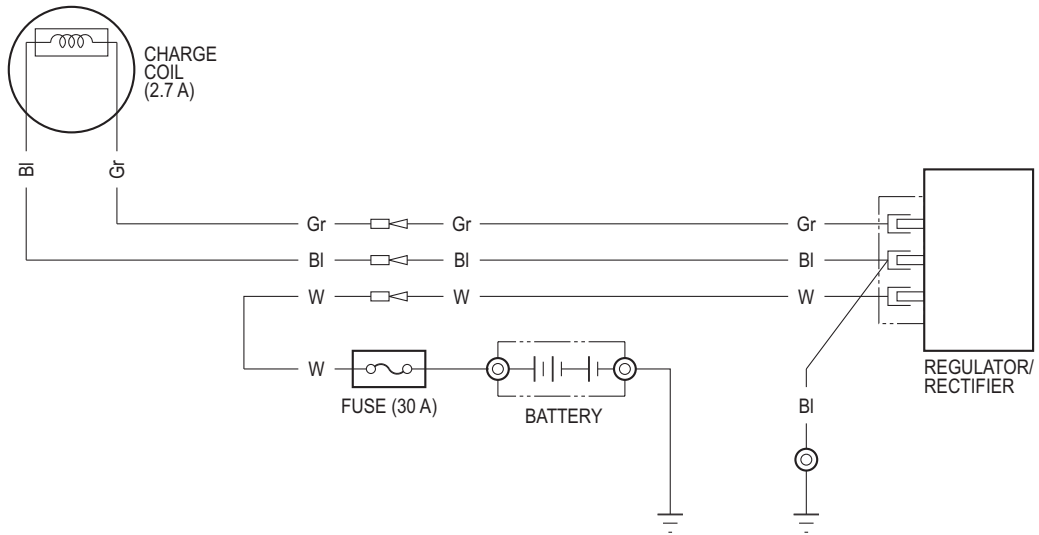 CHARGE
COIL
(2.7 A)
Bl
Gr
Gr
Gr
Gr
Bl
Bl
Bl
W
W
W
W
FUSE (30 A)
BATTERY
Bl
REGULATOR/
RECTIFIER